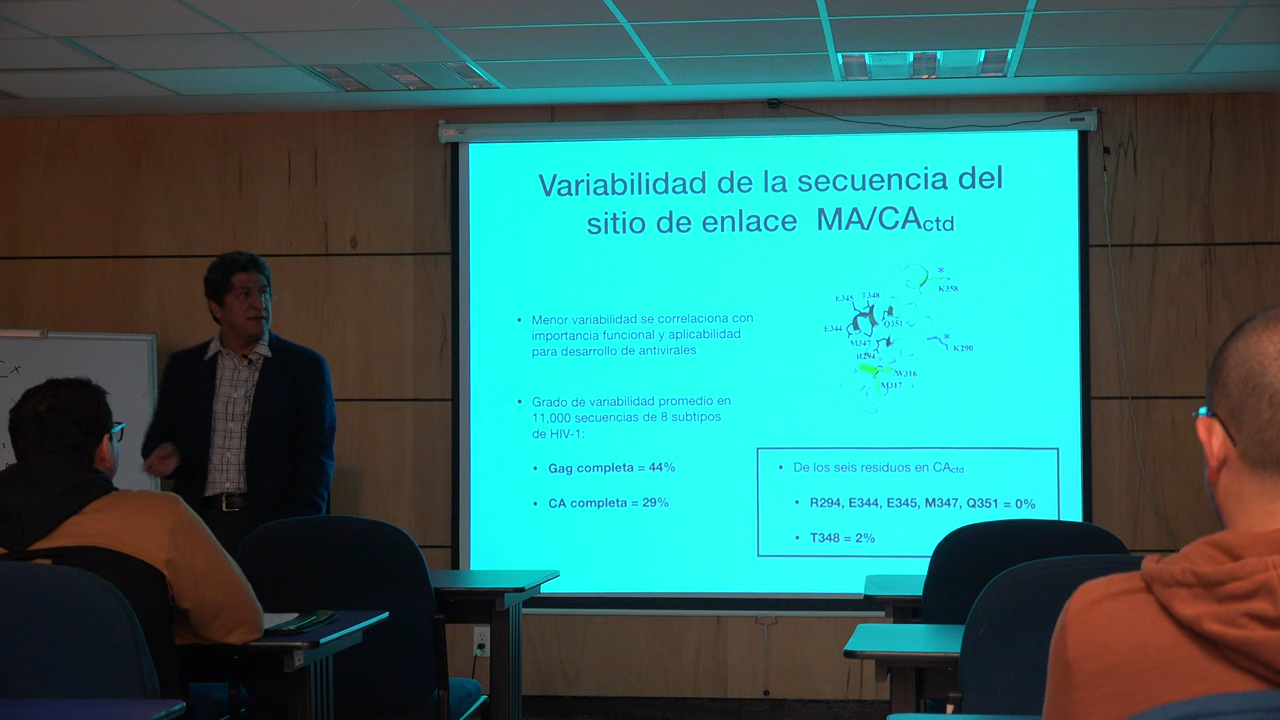 Variabilidad de la secuencia del
sitio de enlace MA/CActd
Menor variabilidad se correlaciona con
importancia funcional y aplicabilidad
para desarrollo de antivirales
Grado de variabilidad promedio en
11,000 secuencias de 8 subtipos
de HIV-1:
Gag completa = 44%
CA completa = 29%
*
K358
E345
T348
E344
Q351
M347
R294
*
K290
W316
M317
De los seis residuos en CActd
R294, E344, E345, M347, Q351 = 0%
T348 = 2%